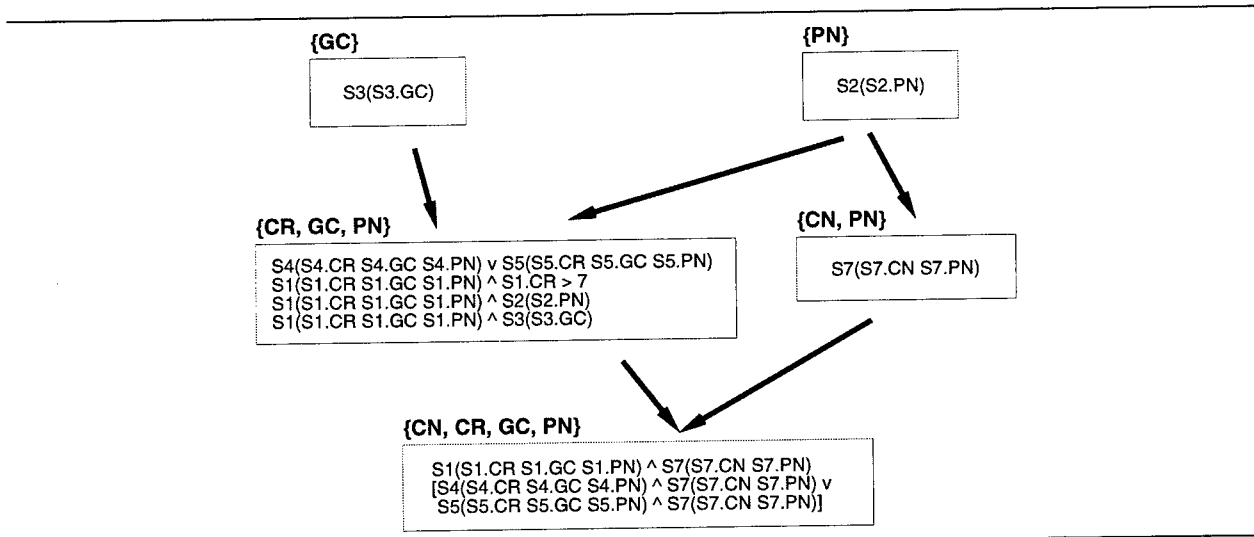 {GC}
S3(S3.GC)
{PN}
S2(S2.PN)
{CR, GC, PN}
S4(S4.CR S4.GC S4.PN) v S5(S5.CR S5.GC S5.PN)
S1(S1.CR S1.GC S1.PN) ^ S1.CR > 7
S1(S1.CR S1.GC S1.PN) ^ S2(S2.PN)
S1(S1.CR S1.GC S1.PN) ^ S3(S3.GC)
{CN, PN}
S7(S7.CN S7.PN)
{CN, CR, GC, PN}
S1(S1.CR S1.GC S1.PN) ^ S7(S7.CN S7.PN)
[S4(S4.CR S4.GC S4.PN) ^ S7(S7.CN S7.PN) v
S5(S5.CR S5.GC S5.PN) ^ S7(S7.CN S7.PN)]